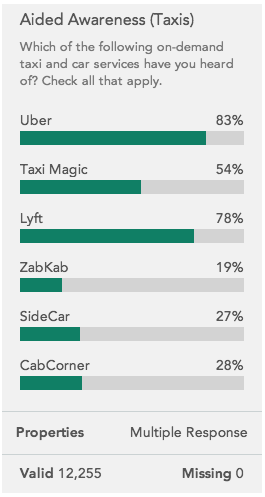 Aided Awareness (Taxis)
Which of the following on-demand
taxi and car services have you heard
of? Check all that apply.
Uber 83%
Taxi Magic 54%
Lyft 78%
ZabKab 19%
SideCar 27%
CabCorner 28%
Properties Multiple Response
Valid 12,255 Missing 0